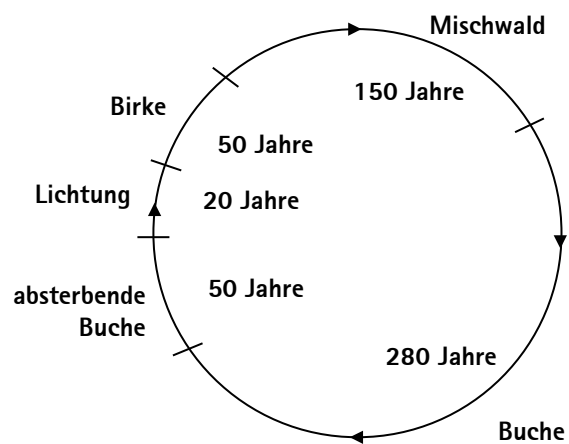 Mischwald
150 Jahre
Birke
50 Jahre
Lichtung
20 Jahre
absterbende
Buche
50 Jahre
280 Jahre
Buche